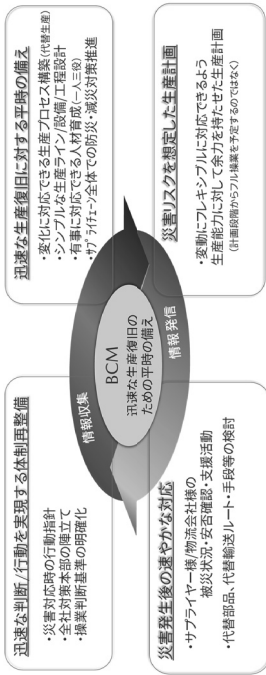 迅速な判断/行動を実現する体制再整備
・災害対応時の行動指針
・全社対策本部の陣立て
・操業判断基準の明確化
迅速な生産復旧に対する平時の備え
・変化に対応できる生産プロセス構築(代替生産)
・シンプルな生産ライン/設備/工程設計
・有事に対応できる人材育成(一人三役)
・サプライチェーン全体での防災・減災対策推進
情報収集
BCM
迅速な生産復旧の
ための平時の備え
情報発信
災害発生後の速やかな対応
・サプライヤー様/物流会社様の
被災状況・安否確認・支援活動
・代替部品、代替輸送ルート・手段等の検討
災害リスクを想定した生産計画
・変動にフレキシブルに対応できるよう
生産能力に対して余力を持たせた生産計画
(計画段階からフル操業を予定するのではなく)